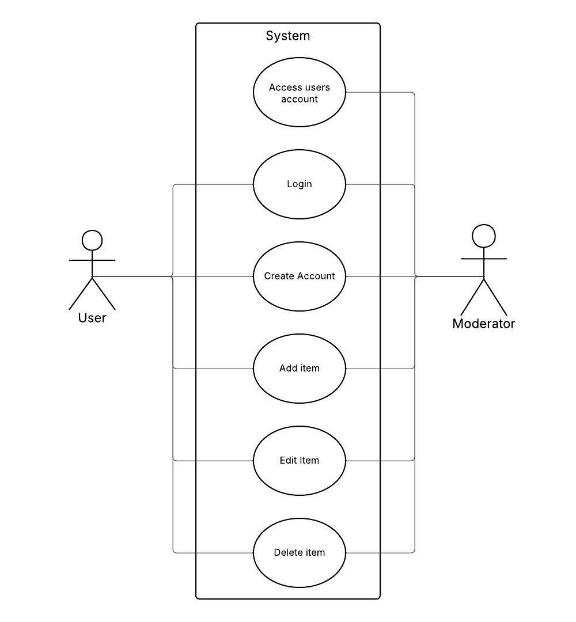 System
Access users
account
Login
Create Account
Add item
Edit Item
Delete item
User
Moderator